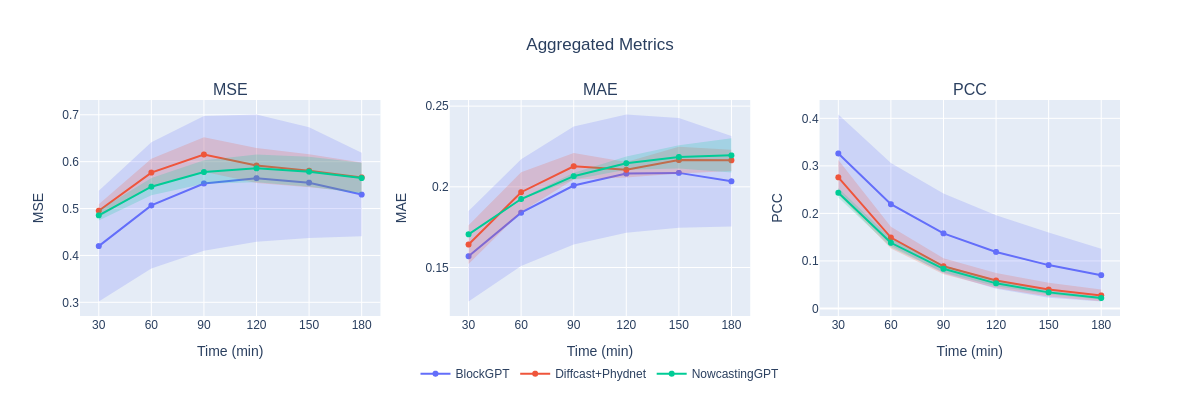 Aggregated Metrics
MSE
0.7
0.6
0.5
0.4
0.3
MSE
30 60 90 120 150 180
Time (min)
MAE
0.25
0.2
0.15
MAE
30 60 90 120 150 180
Time (min)
PCC
0.4
0.3
0.2
0.1
0
PCC
30 60 90 120 150 180
Time (min)
BlockGPT Diffcast+Phydnet NowcastingGPT